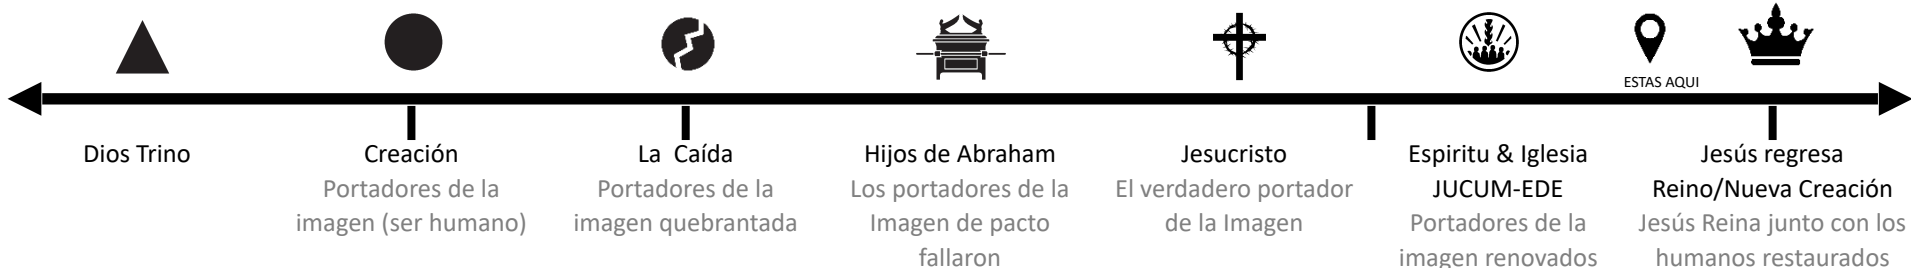 ESTAS AQUI
Dios Trino
Creación
Portadores de la
imagen (ser humano)
La Caída
Portadores de la
imagen quebrantada
Hijos de Abraham
Los portadores de la
Imagen de pacto
fallaron
Jesucristo
El verdadero portador
de la Imagen
Espiritu & Iglesia
JUCUM-EDE
Portadores de la
imagen renovados
Jesús regresa
Reino/Nueva Creación
Jesús Reina junto con los
humanos restaurados